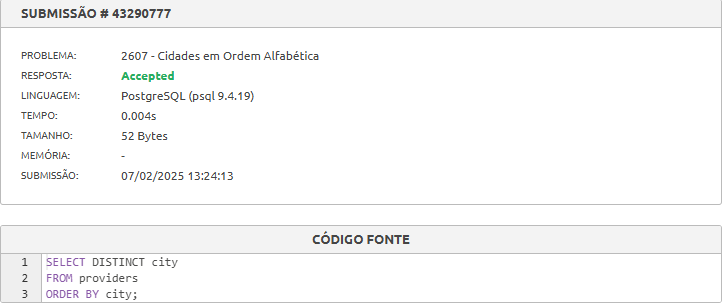 SUBMISSÃO # 43290777
PROBLEMA: 2607 - Cidades em Ordem Alfabética
RESPOSTA: Accepted
LINGUAGEM: PostgreSQL (psql 9.4.19)
TEMPO: 0.004s
TAMANHO: 52 Bytes
MEMÓRIA: -
SUBMISSÃO: 07/02/2025 13:24:13
CÓDIGO FONTE
1 SELECT DISTINCT city
2 FROM providers
3 ORDER BY city;